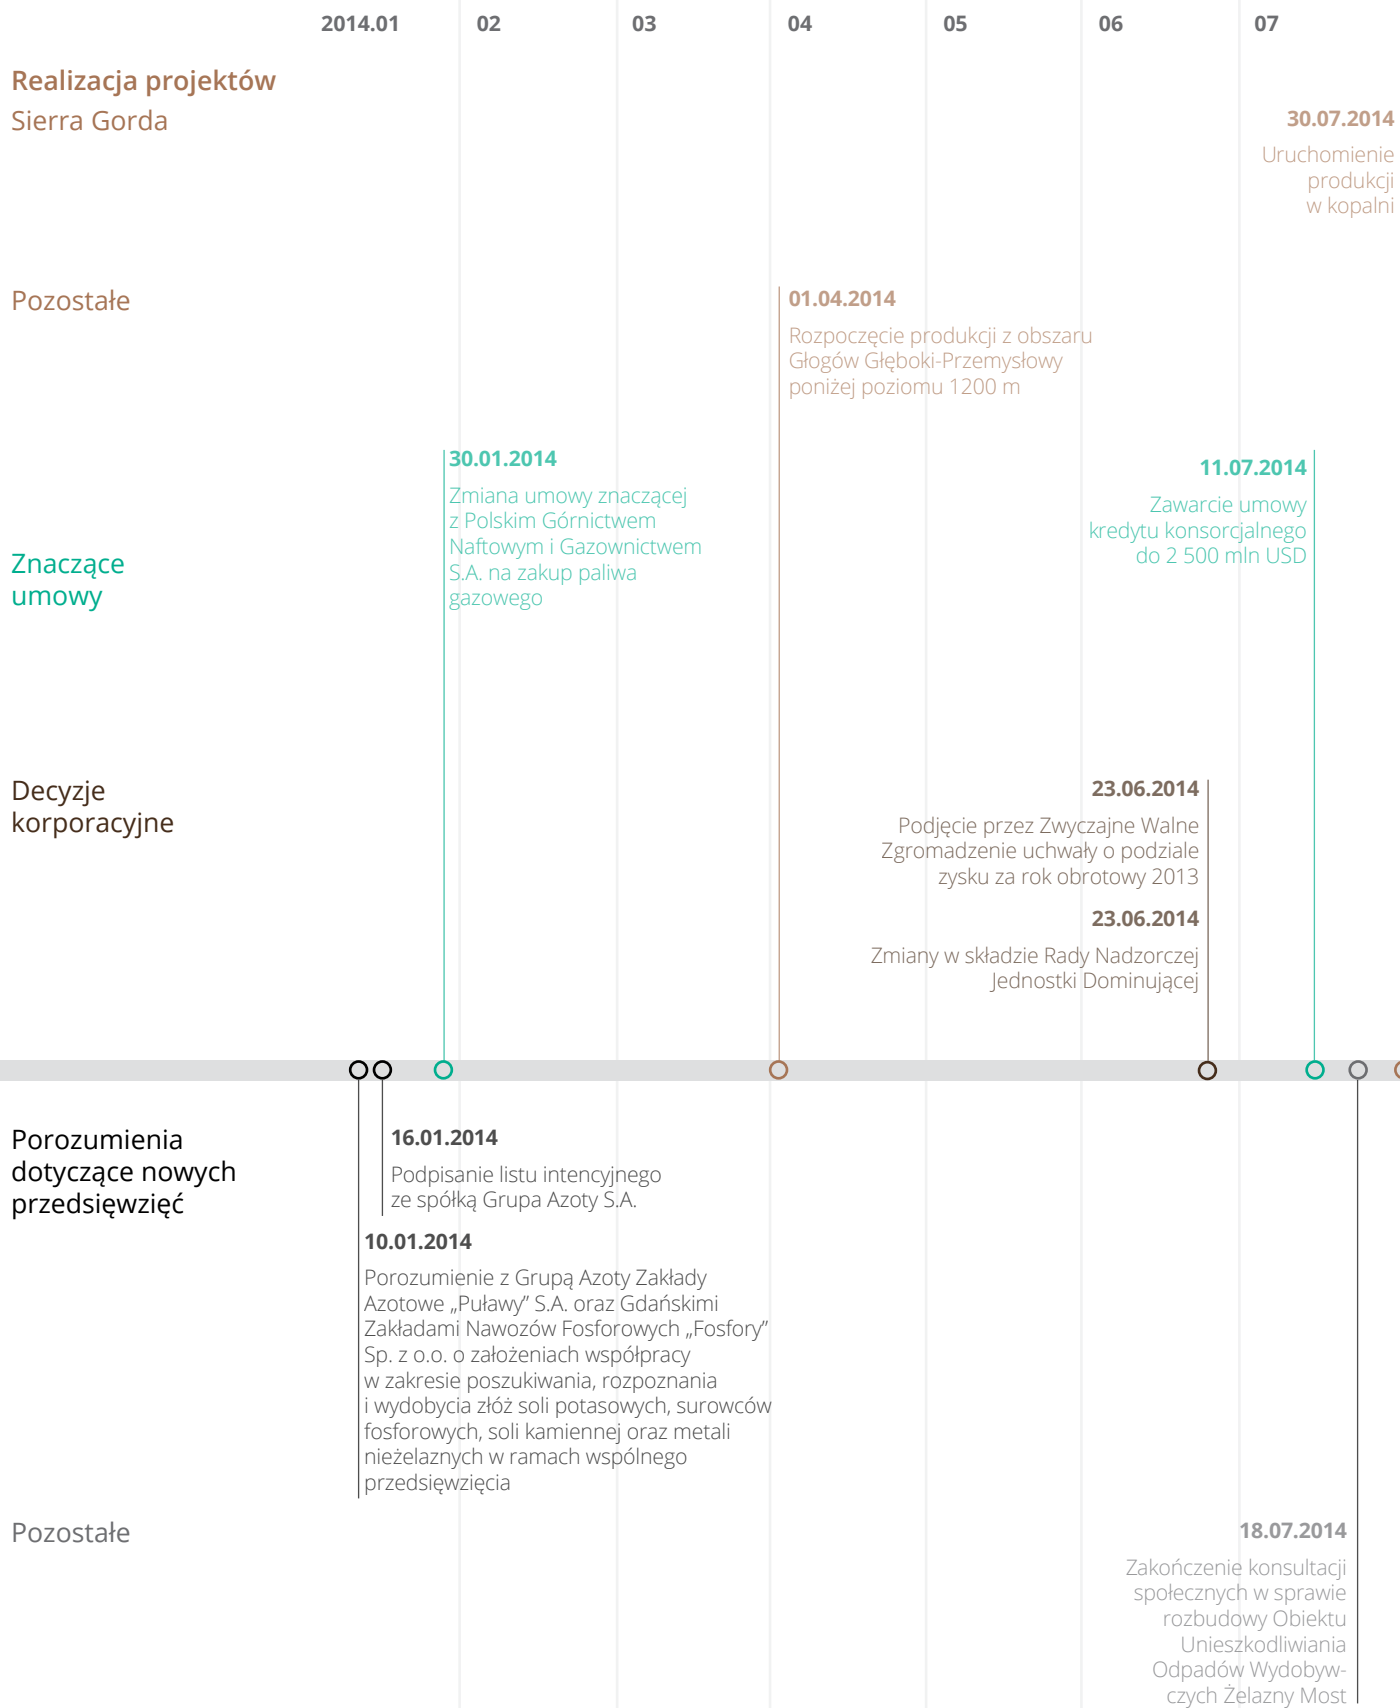 2014.01 02 03 04 05 06 07
Realizacja projektów
Sierra Gorda
30.07.2014
Uruchomienie
produkcji
w kopalni
Pozostałe
01.04.2014
Rozpoczęcie produkcji z obszaru
Głogów Głęboki-Przemysłowy
poniżej poziomu 1200 m
Znaczące
umowy
30.01.2014
Zmiana umowy znaczącej
z Polskim Górnictwem
Naftowym i Gazownictwem
S.A. na zakup paliwa
gazowego
11.07.2014
Zawarcie umowy
kredytu konsorcjalnego
do 2 500 mln USD
Decyzje
korporacyjne
23.06.2014
Podjęcie przez Zwyczajne Walne
Zgromadzenie uchwały o podziale
zysku za rok obrotowy 2013
23.06.2014
Zmiany w składzie Rady Nadzorczej
Jednostki Dominującej
Porozumienia
dotyczące nowych
przedsięwzięć
16.01.2014
Podpisanie listu intencyjnego
ze spółką Grupa Azoty S.A.
10.01.2014
Porozumienie z Grupą Azoty Zakłady
Azotowe „Puławy” S.A. oraz Gdańskimi
Zakładami Nawozów Fosforowych „Fosfory”
Sp. z o.o. o założeniach współpracy
w zakresie poszukiwania, rozpoznania
i wydobycia złóż soli potasowych, surowców
fosforowych, soli kamiennej oraz metali
nieżelaznych w ramach wspólnego
przedsięwzięcia
Pozostałe
18.07.2014
Zakończenie konsultacji
społecznych w sprawie
rozbudowy Obiektu
Unieszkodliwiania
Odpadów Wydobyw-
czych Żelazny Most